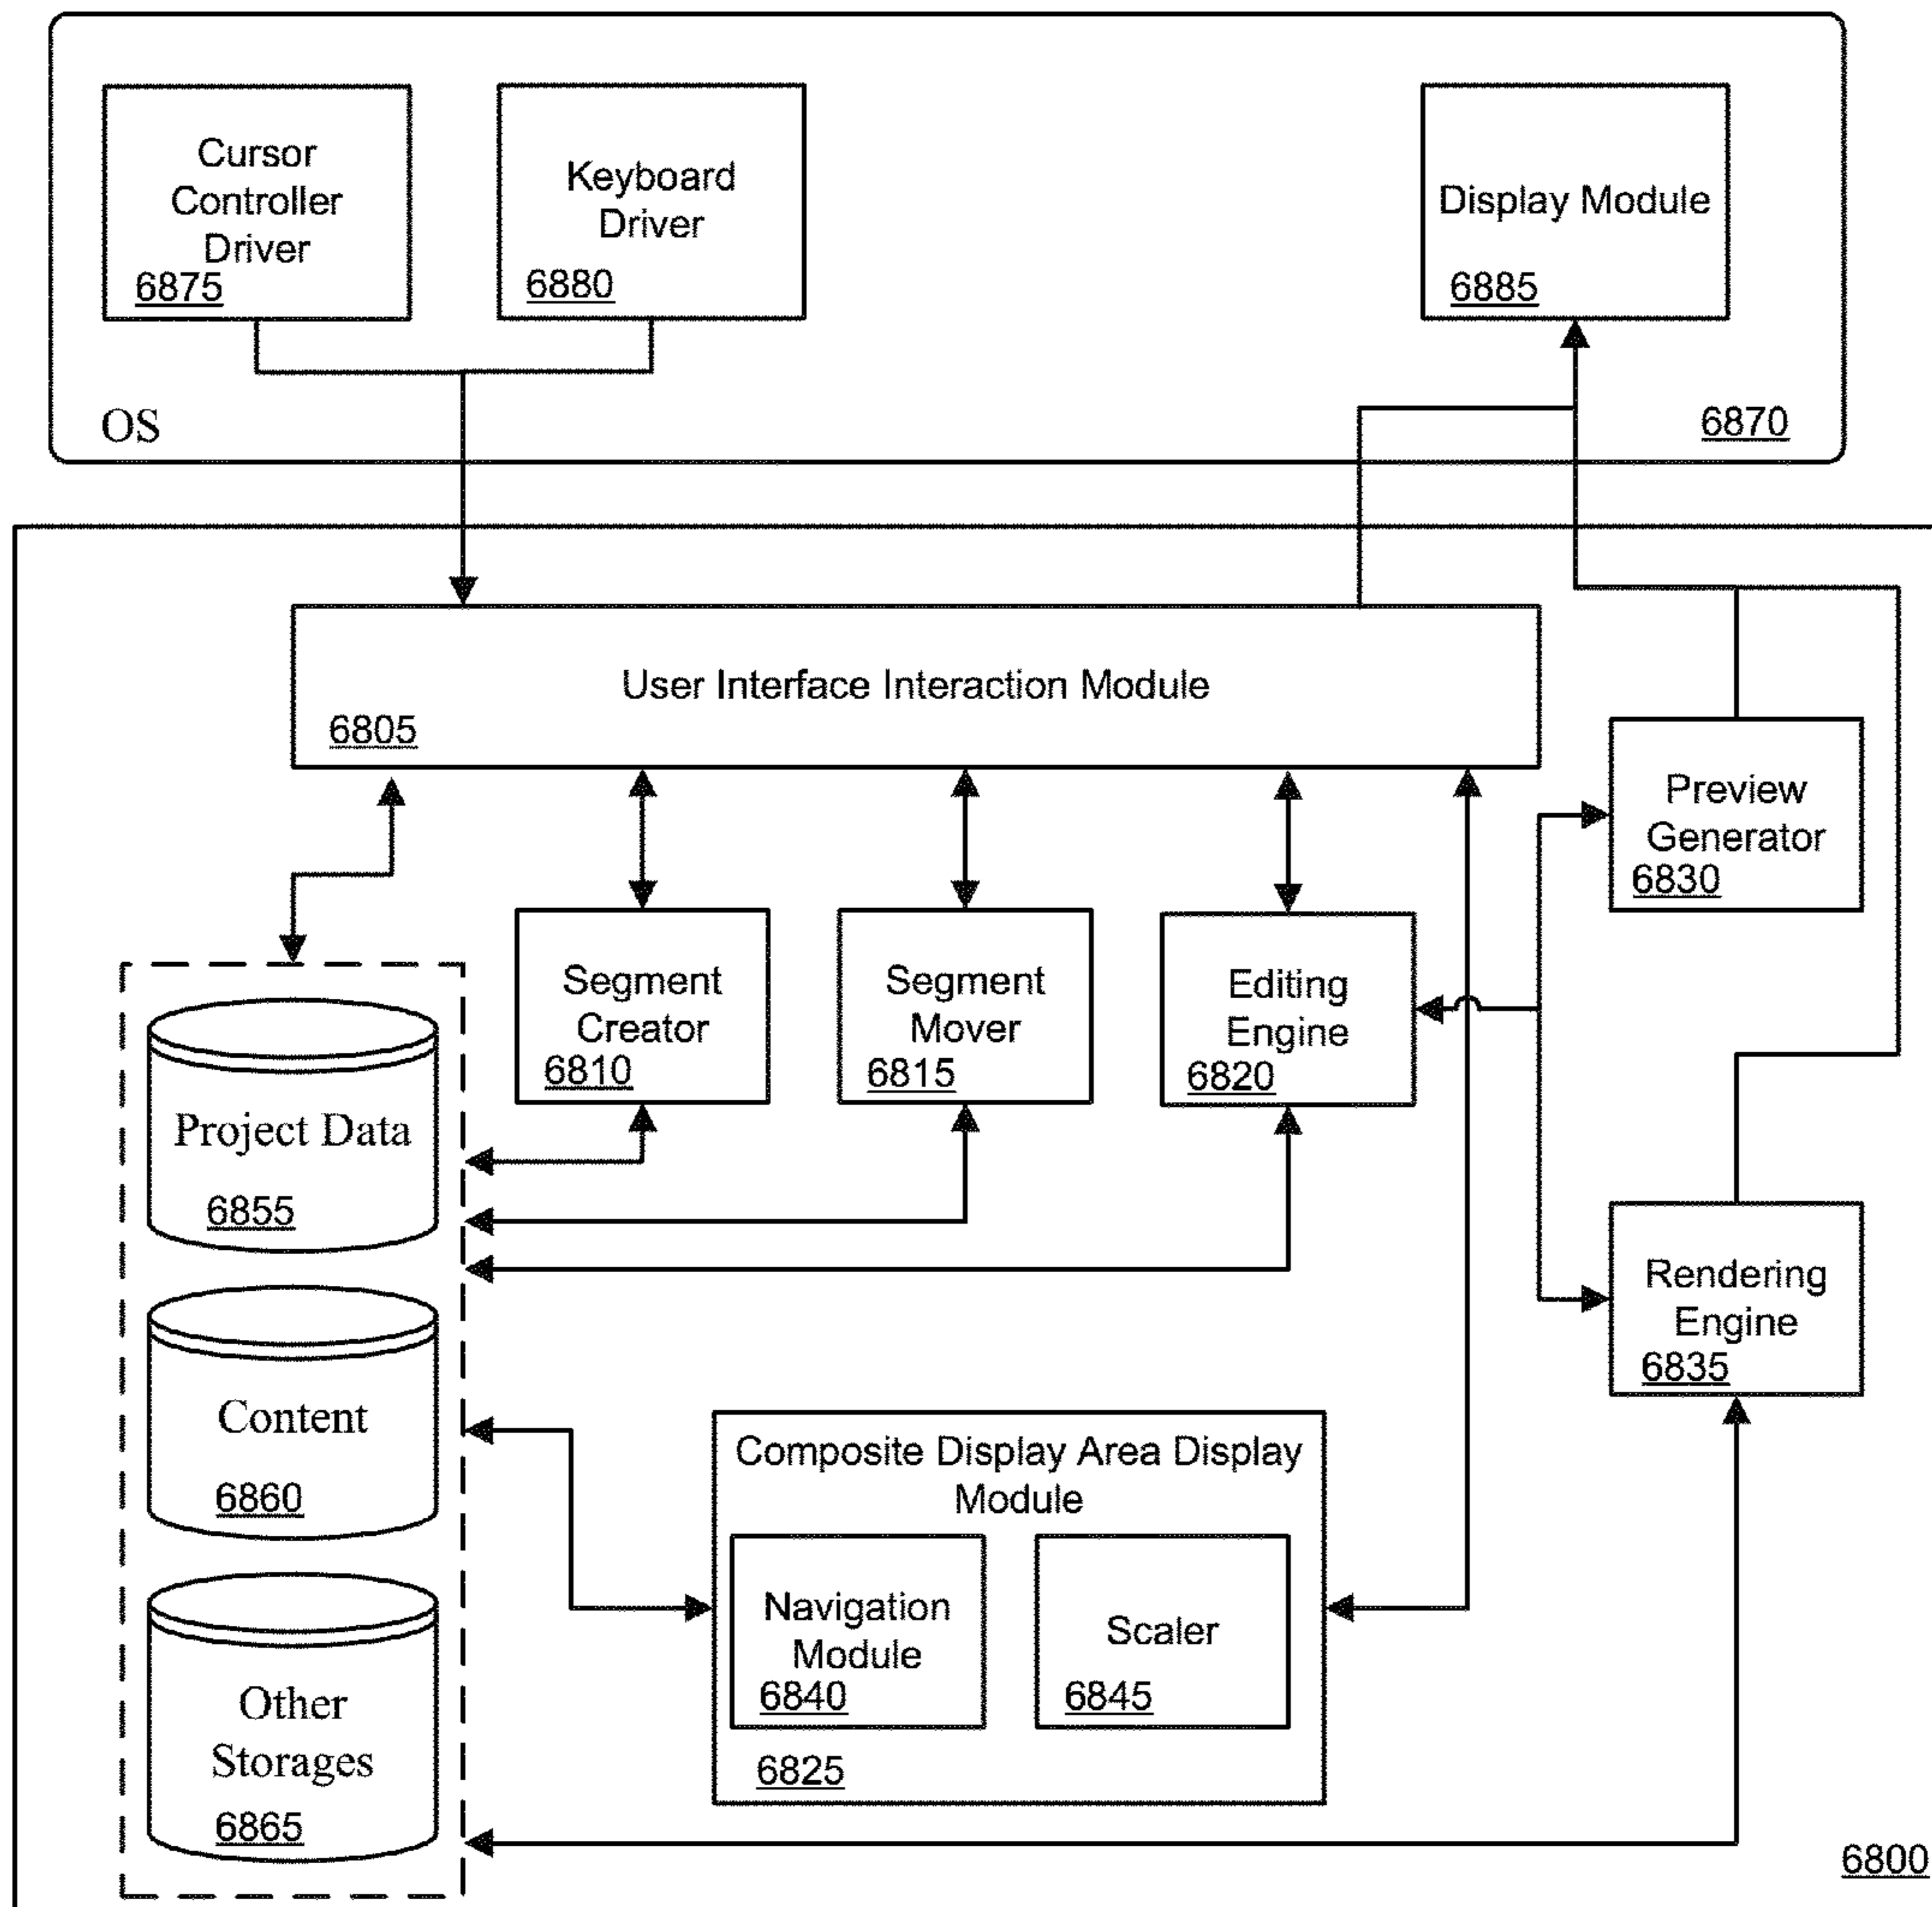 Cursor
Controller
Driver
6875
Keyboard
Driver
6880
Display Module
6885
OS
6870
User Interface Interaction Module
6805
Preview
Generator
6830
Segment
Creator
6810
Segment
Mover
6815
Editing
Engine
6820
Project Data
6855
Rendering
Engine
6835
Content
6860
Composite Display Area Display
Module
Navigation
Module
6840
Scaler
6845
6825
Other
Storages
6865
6800